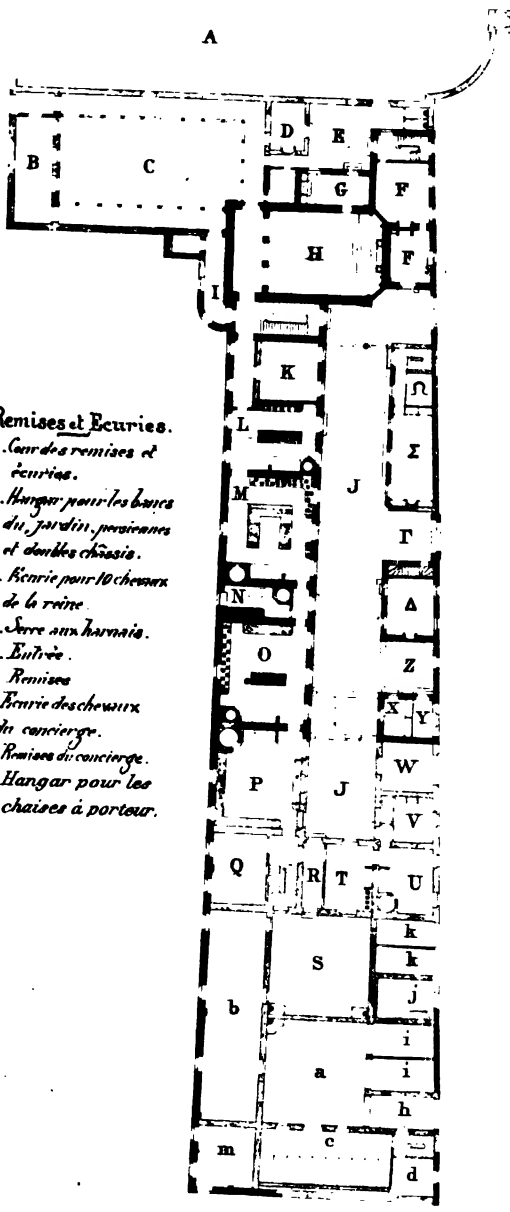 A
B
C
D
E
F
G
F
H
I
K
Ω
L
Σ
J
M
Γ
N
Δ
O
Z
X
Y
W
P
J
V
Q
R
T
U
k
k
S
j
b
i
a
i
h
c
m
d
Remises et Ecuries.
.Cour des remises et
écuries.
.Hangar pour les bancs
du jardin, persiennes
et doubles châssis.
.Ecurie pour 10 chevaux
de la reine.
.Serre aux harnais.
.Entrée.
Remises
Ecurie des chevaux
du concierge.
Remises du concierge.
Hangar pour les
chaises à porteur.